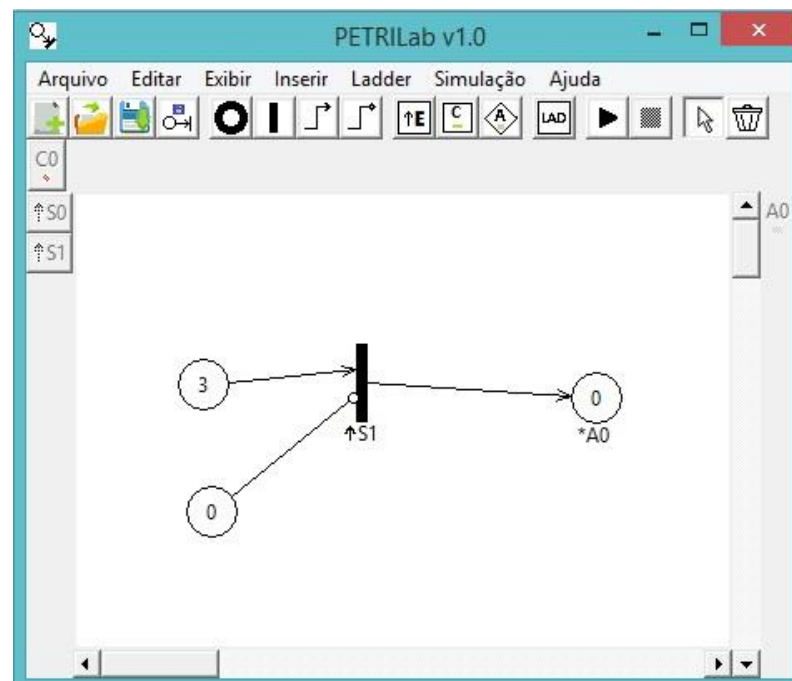 PETRILab v1.0
Arquivo Editar Exibir Inserir Ladder Simulação Ajuda
↑E C A LAD
C0
↑S0 A0
↑S1
3
0
↑S1 *A0
0